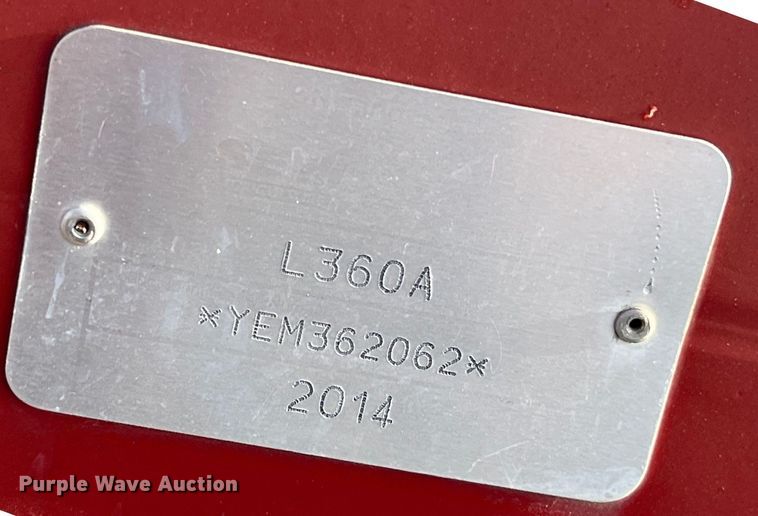 L360A
*YEM362062*
2014
Purple Wave Auction